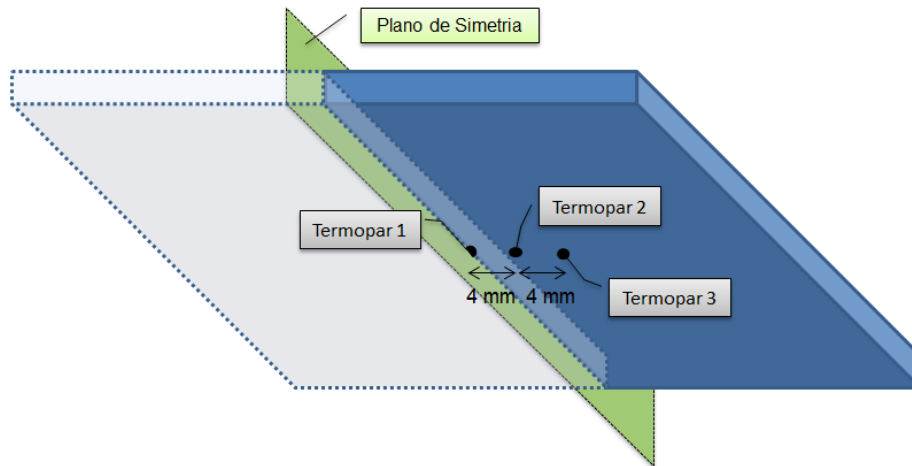 Plano de Simetria
Termopar 2
Termopar 1
4 mm 4 mm
Termopar 3